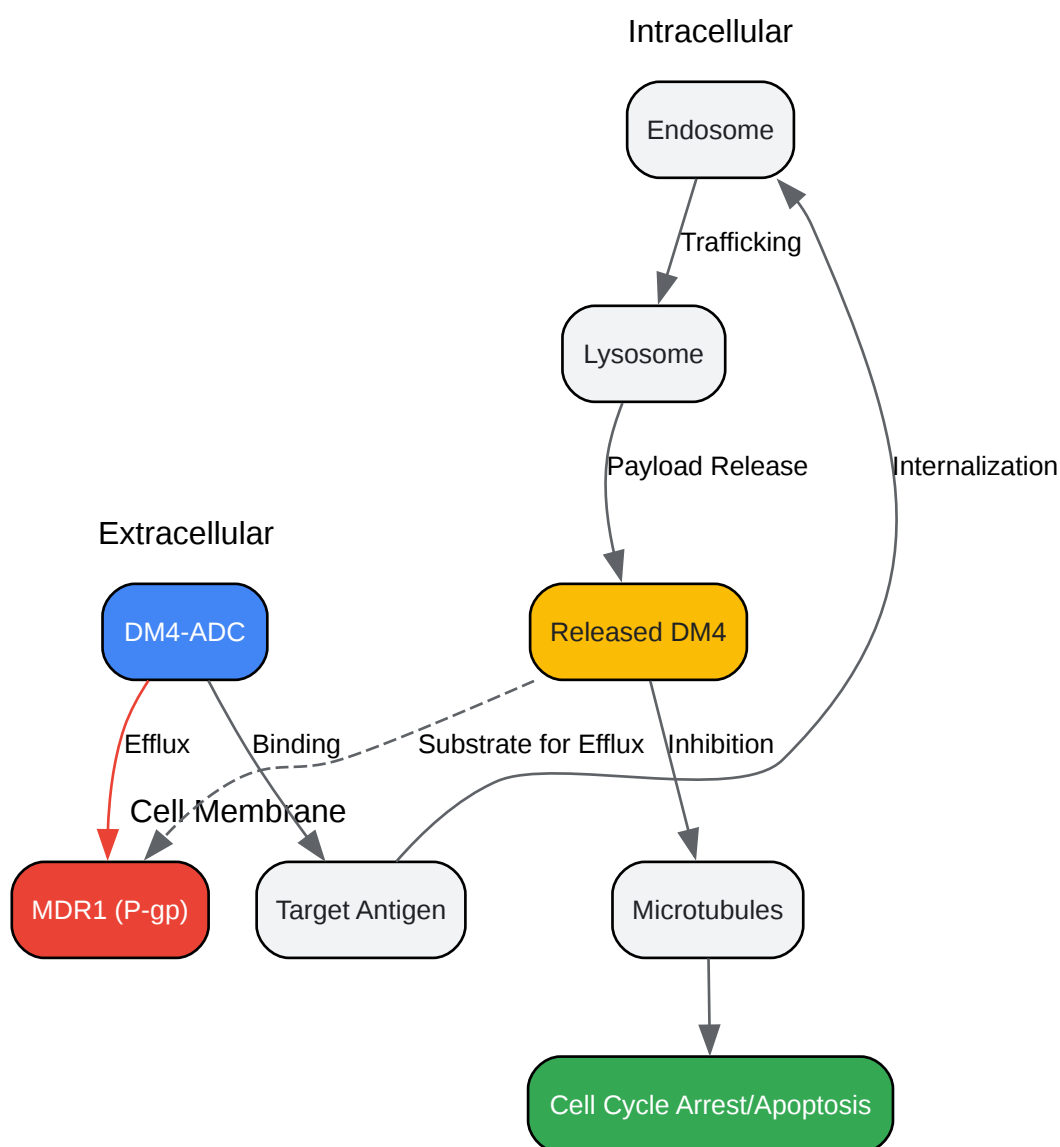 Intracellular
Endosome
Trafficking
Lysosome
Payload Release
Internalization
Extracellular
DM4-ADC
Released DM4
Efflux
Binding
Substrate for Efflux
Inhibition
Cell Membrane
MDR1 (P-gp)
Target Antigen
Microtubules
Cell Cycle Arrest/Apoptosis